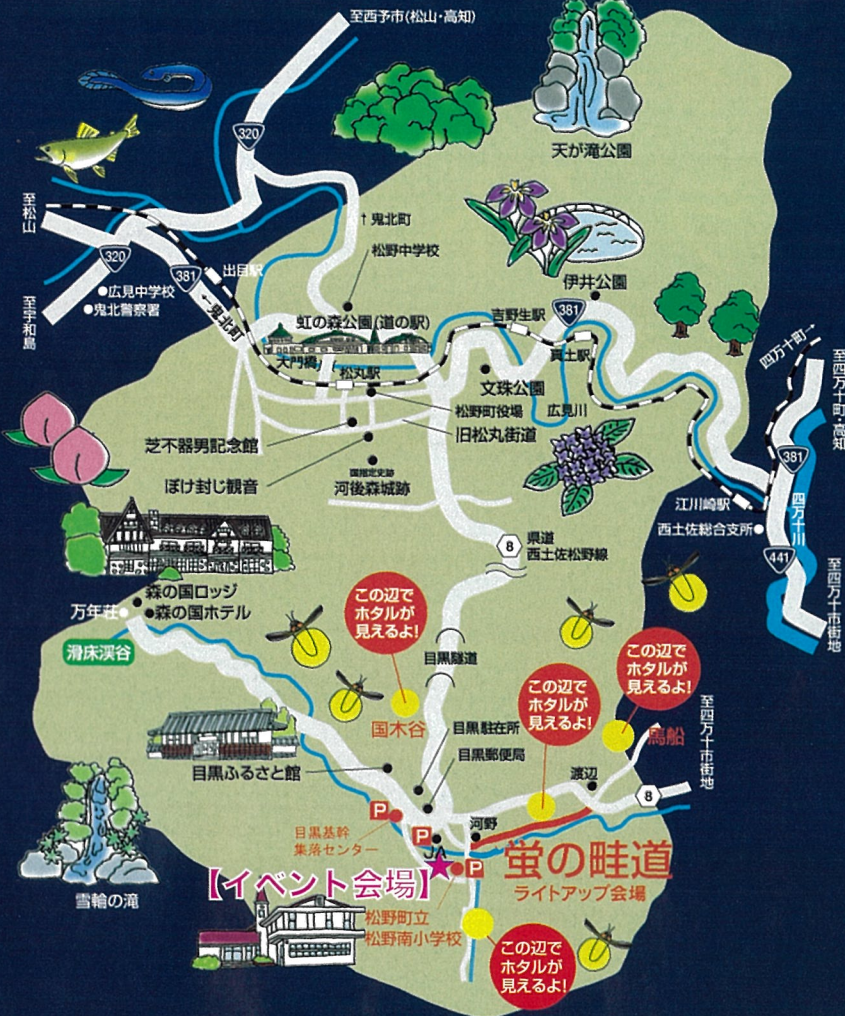 至西予市(松山・高知)
320
天が滝公園
至松山
↑鬼北町
松野中学校
320
381
出目駅
伊井公園
●広見中学校
●鬼北警察署
←鬼北町
至宇和島
虹の森公園(道の駅)
吉野生駅
381
真土駅
四万十町→
至四万十町・高知
大門橋
松丸駅
文珠公園
松野町役場
広見川
芝不器男記念館
旧松丸街道
381
ぽけ封じ観音
国指定史跡
河後森城跡
江川崎駅
四万十川
西土佐総合支所
8
県道
西土佐松野線
441
至四万十市街地
森の国ロッジ
万年荘
森の国ホテル
滑床渓谷
この辺で
ホタルが
見えるよ!
目黒隧道
この辺で
ホタルが
見えるよ!
この辺で
ホタルが
見えるよ!
国木谷
目黒駐在所
馬船
至四万十市街地
目黒郵便局
目黒ふるさと館
渡辺
8
P
目黒基幹
集落センター
P
河野
JA
P
蛍の畦道
ライトアップ会場
【イベント会場】
雪輪の滝
松野町立
松野南小学校
この辺で
ホタルが
見えるよ!